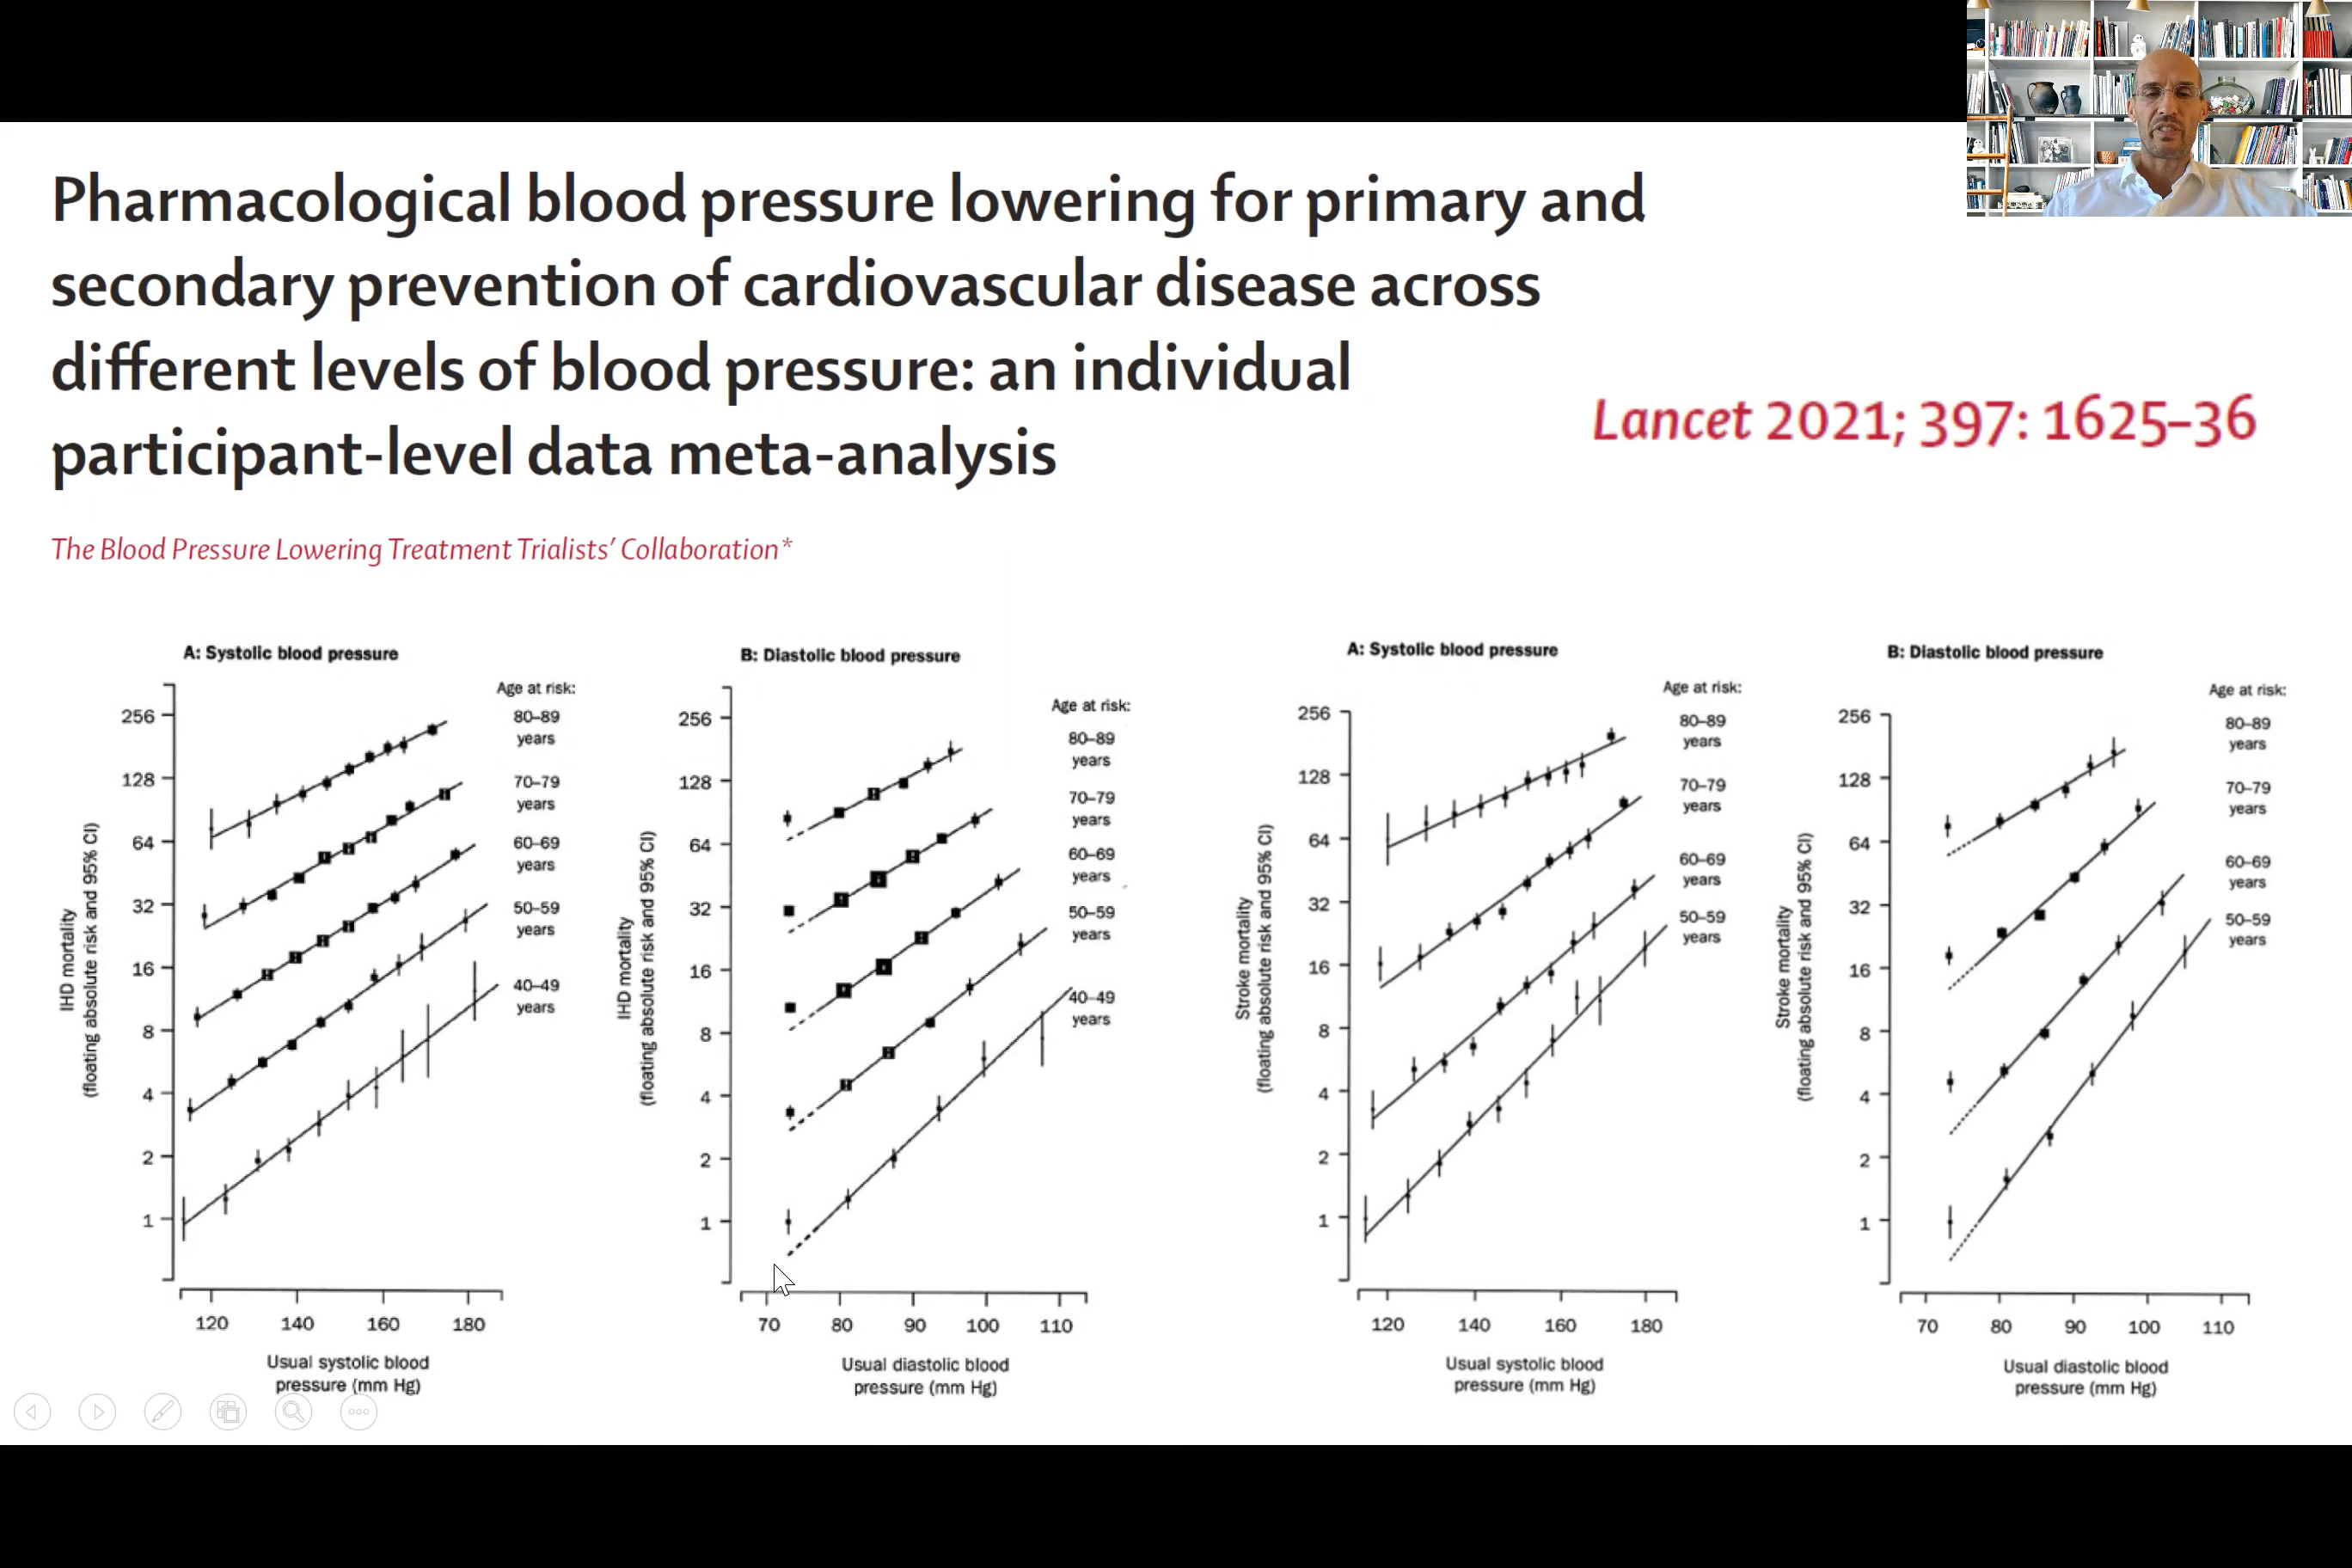 Pharmacological blood pressure lowering for primary and
secondary prevention of cardiovascular disease across
different levels of blood pressure: an individual
participant-level data meta-analysis
Lancet 2021; 397: 1625–36
The Blood Pressure Lowering Treatment Trialists' Collaboration*
A: Systolic blood pressure
Age at risk:
80–89
years
70–79
years
60–69
years
50–59
years
40–49
years
256
128
64
32
16
8
4
2
1
IHD mortality
(floating absolute risk and 95% CI)
120 140 160 180
Usual systolic blood
pressure (mm Hg)
B: Diastolic blood pressure
Age at risk:
80–89
years
70–79
years
60–69
years
50–59
years
40–49
years
256
128
64
32
16
8
4
2
1
IHD mortality
(floating absolute risk and 95% CI)
70 80 90 100 110
Usual diastolic blood
pressure (mm Hg)
A: Systolic blood pressure
Age at risk:
80–89
years
70–79
years
60–69
years
50–59
years
256
128
64
32
16
8
4
2
1
Stroke mortality
(floating absolute risk and 95% CI)
120 140 160 180
Usual systolic blood
pressure (mm Hg)
B: Diastolic blood pressure
Age at risk:
80–89
years
70–79
years
60–69
years
50–59
years
256
128
64
32
16
8
4
2
1
Stroke mortality
(floating absolute risk and 95% CI)
70 80 90 100 110
Usual diastolic blood
pressure (mm Hg)